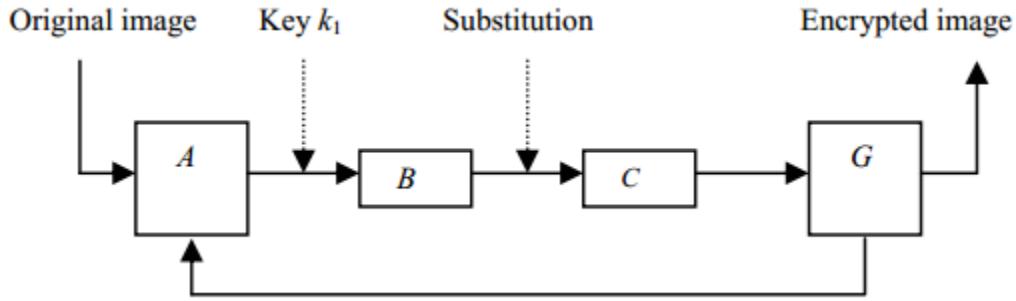 Original image
Key k₁
Substitution
Encrypted image
A
B
C
G